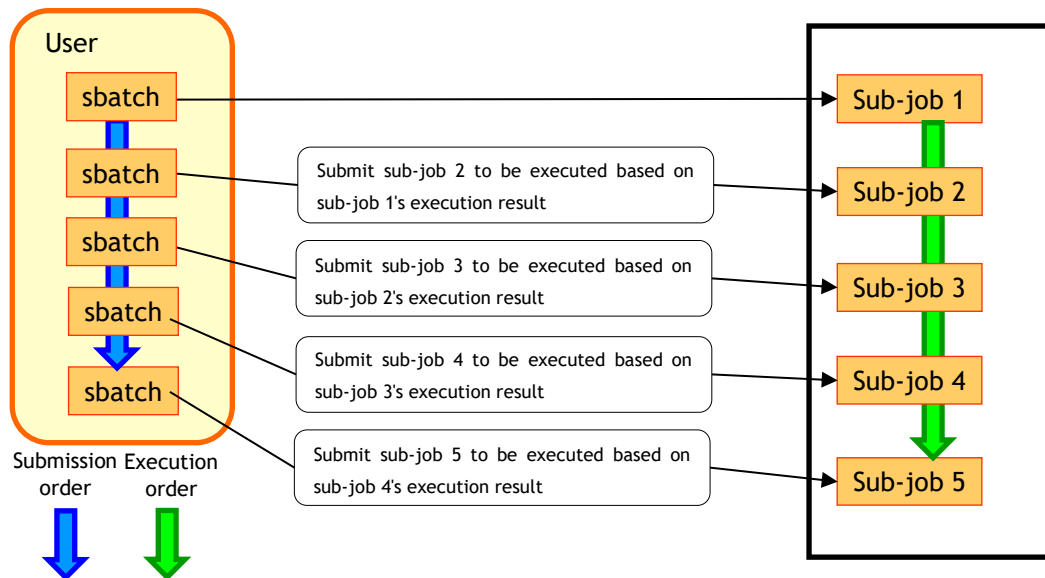 User
sbatch
sbatch
sbatch
sbatch
sbatch
Submit sub-job 2 to be executed based on
sub-job 1's execution result
Submit sub-job 3 to be executed based on
sub-job 2's execution result
Submit sub-job 4 to be executed based on
sub-job 3's execution result
Submit sub-job 5 to be executed based on
sub-job 4's execution result
Sub-job 1
Sub-job 2
Sub-job 3
Sub-job 4
Sub-job 5
Submission
order
Execution
order